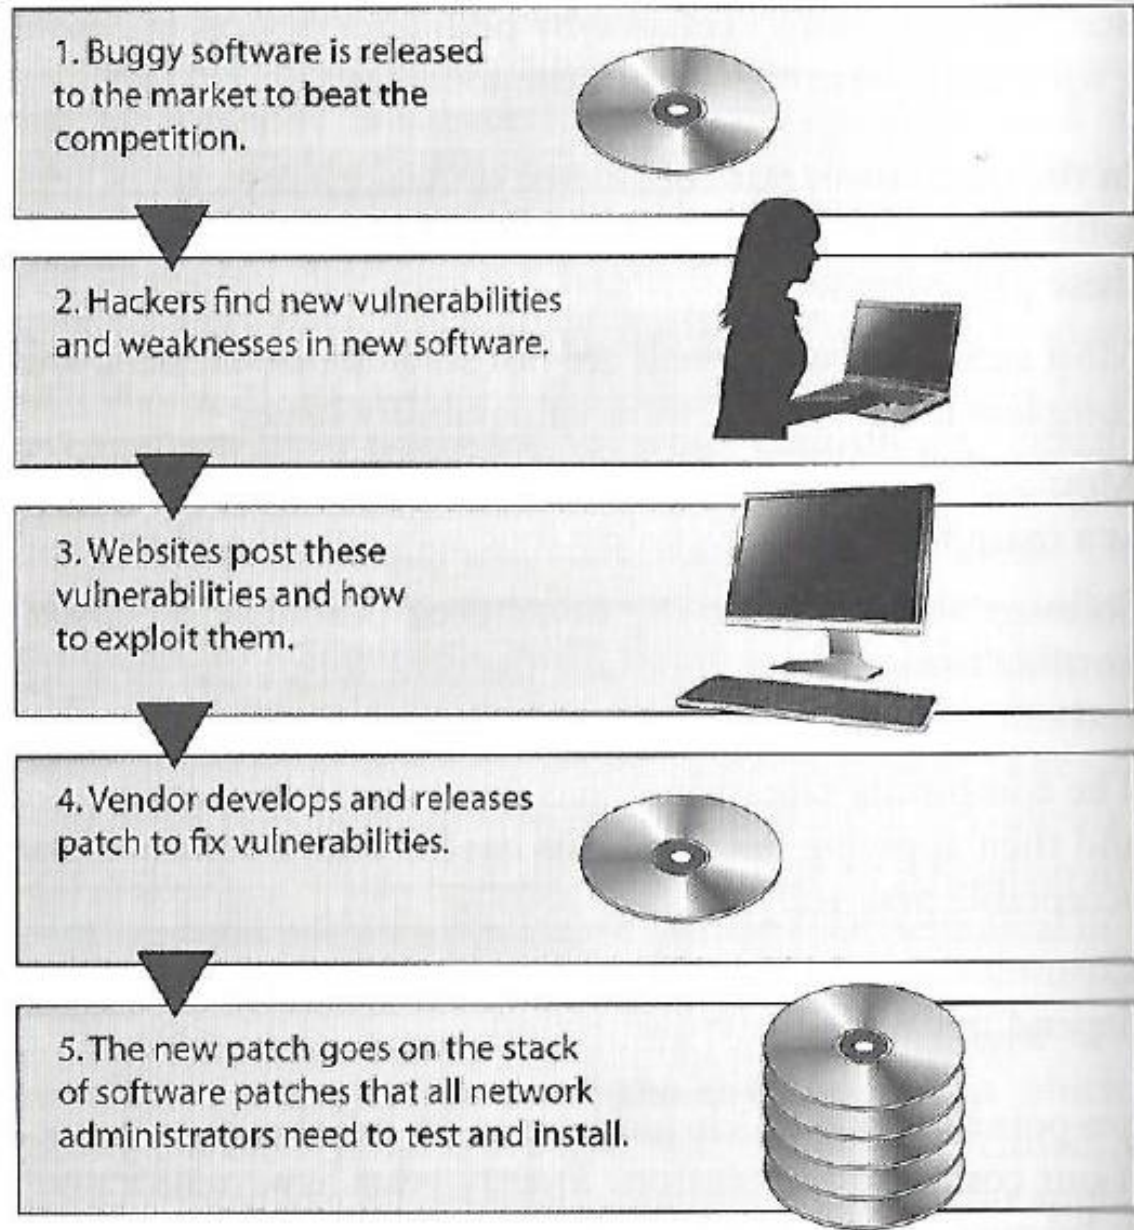 1. Buggy software is released
to the market to beat the
competition.
2. Hackers find new vulnerabilities
and weaknesses in new software.
3. Websites post these
vulnerabilities and how
to exploit them.
4. Vendor develops and releases
patch to fix vulnerabilities.
5. The new patch goes on the stack
of software patches that all network
administrators need to test and install.